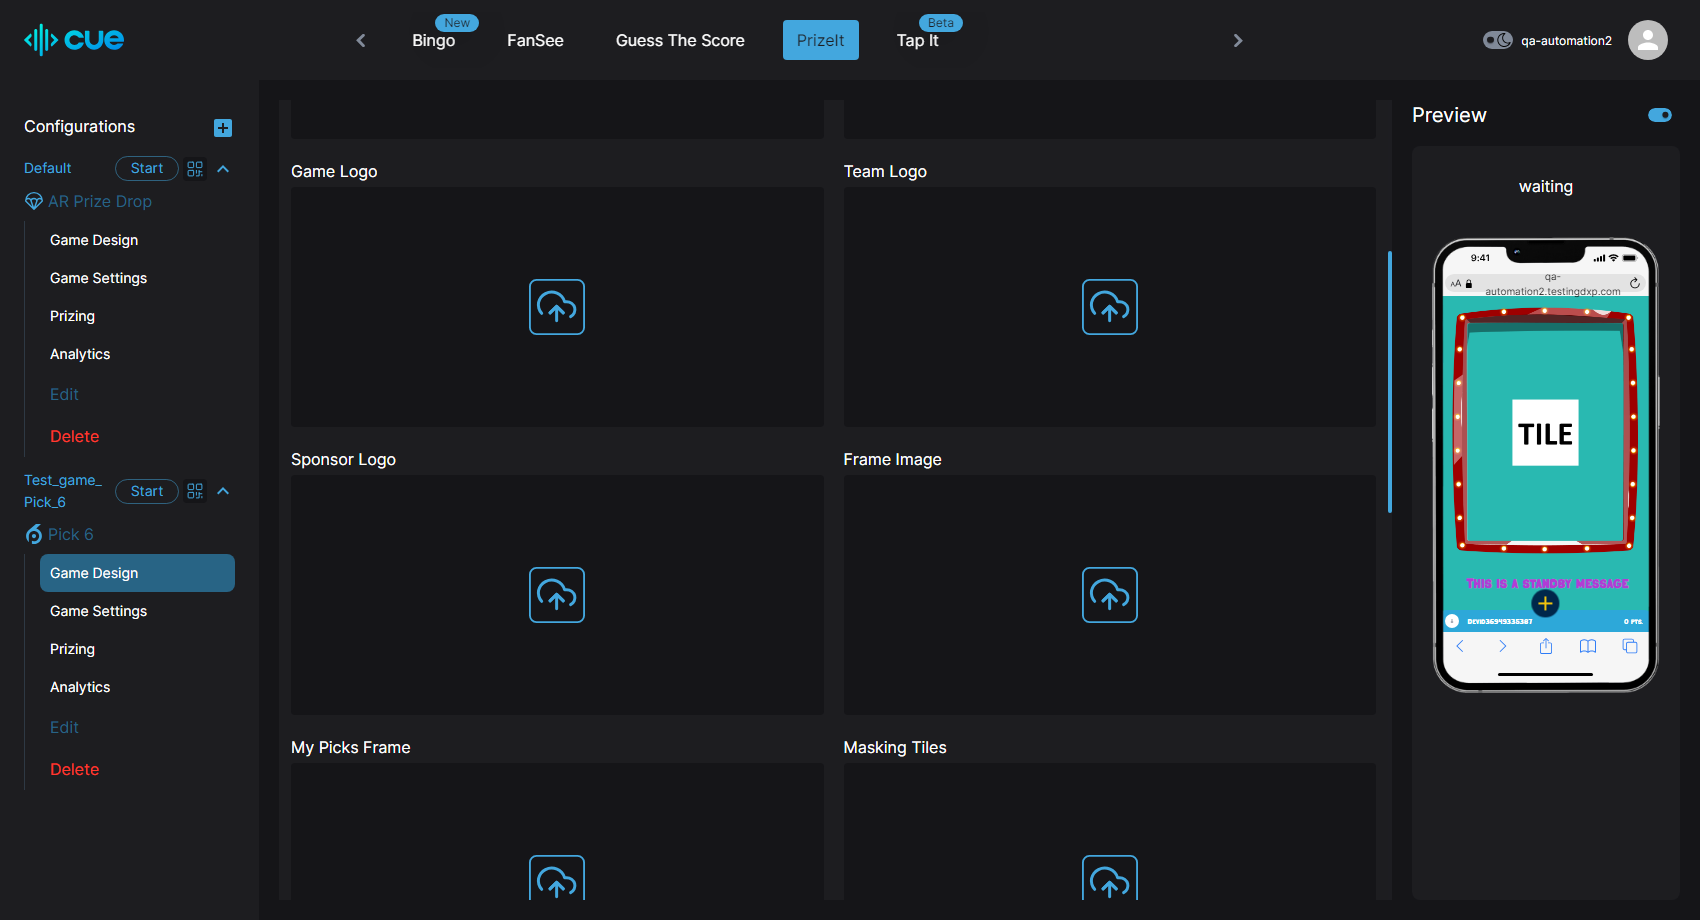 cue
New
Bingo
FanSee
Guess The Score
PrizeIt
Beta
Tap It
qa-automation2
Configurations
Default
Start
AR Prize Drop
Game Design
Game Settings
Prizing
Analytics
Edit
Delete
Test_game_
Pick_6
Start
Pick 6
Game Design
Game Settings
Prizing
Analytics
Edit
Delete
Game Logo
Team Logo
Sponsor Logo
Frame Image
My Picks Frame
Masking Tiles
Preview
waiting
9:41
AA
qa-
automation2.testingdxp.com
TILE
THIS IS A STANDBY MESSAGE
0 PTS.